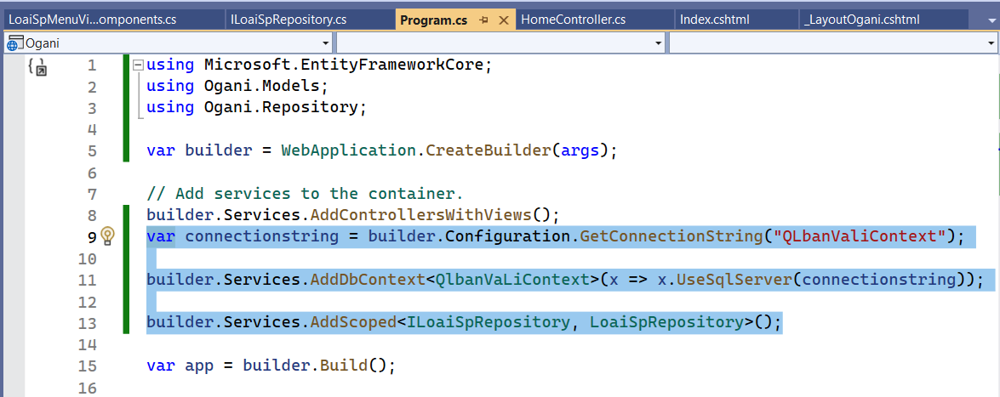 LoaiSpMenuVi...omponents.cs ILoaiSpRepository.cs Program.cs HomeController.cs Index.cshtml _LayoutOgani.cshtml
Ogani
1 using Microsoft.EntityFrameworkCore;
2 using Ogani.Models;
3 using Ogani.Repository;
4
5 var builder = WebApplication.CreateBuilder(args);
6
7 // Add services to the container.
8 builder.Services.AddControllersWithViews();
9 var connectionstring = builder.Configuration.GetConnectionString("QLbanValiContext");
10
11 builder.Services.AddDbContext<QlbanVaLiContext>(x => x.UseSqlServer(connectionstring));
12
13 builder.Services.AddScoped<ILoaiSpRepository, LoaiSpRepository>();
14
15 var app = builder.Build();
16